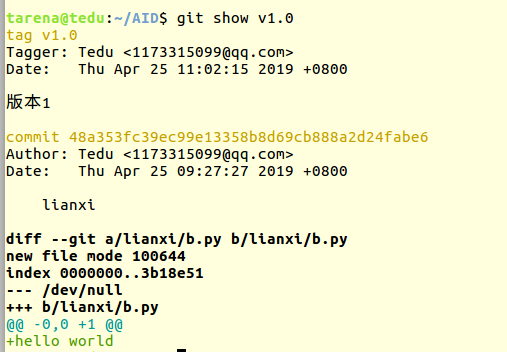 tarena@tedu:~/AID$ git show v1.0
tag v1.0
Tagger: Tedu <1173315099@qq.com>
Date:   Thu Apr 25 11:02:15 2019 +0800
版本1
commit 48a353fc39ec99e13358b8d69cb888a2d24fabe6
Author: Tedu <1173315099@qq.com>
Date:   Thu Apr 25 09:27:27 2019 +0800
    lianxi
diff --git a/lianxi/b.py b/lianxi/b.py
new file mode 100644
index 0000000..3b18e51
--- /dev/null
+++ b/lianxi/b.py
@@ -0,0 +1 @@
+hello world